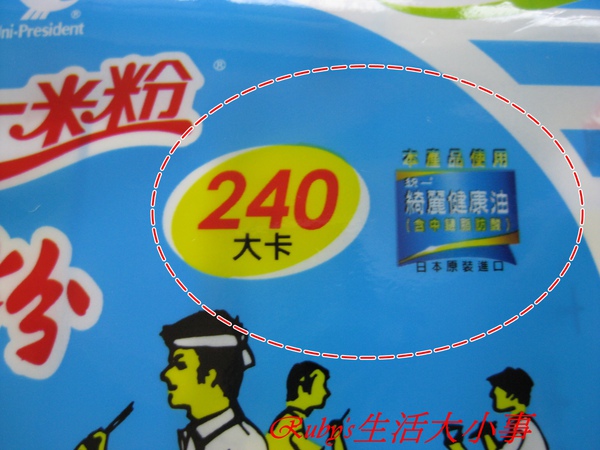 Uni-President
米粉®
240
大卡
本產品使用
統一
綺麗健康油
(含中鏈脂肪酸)
日本原裝進口
粉
Ruby's生活大小事